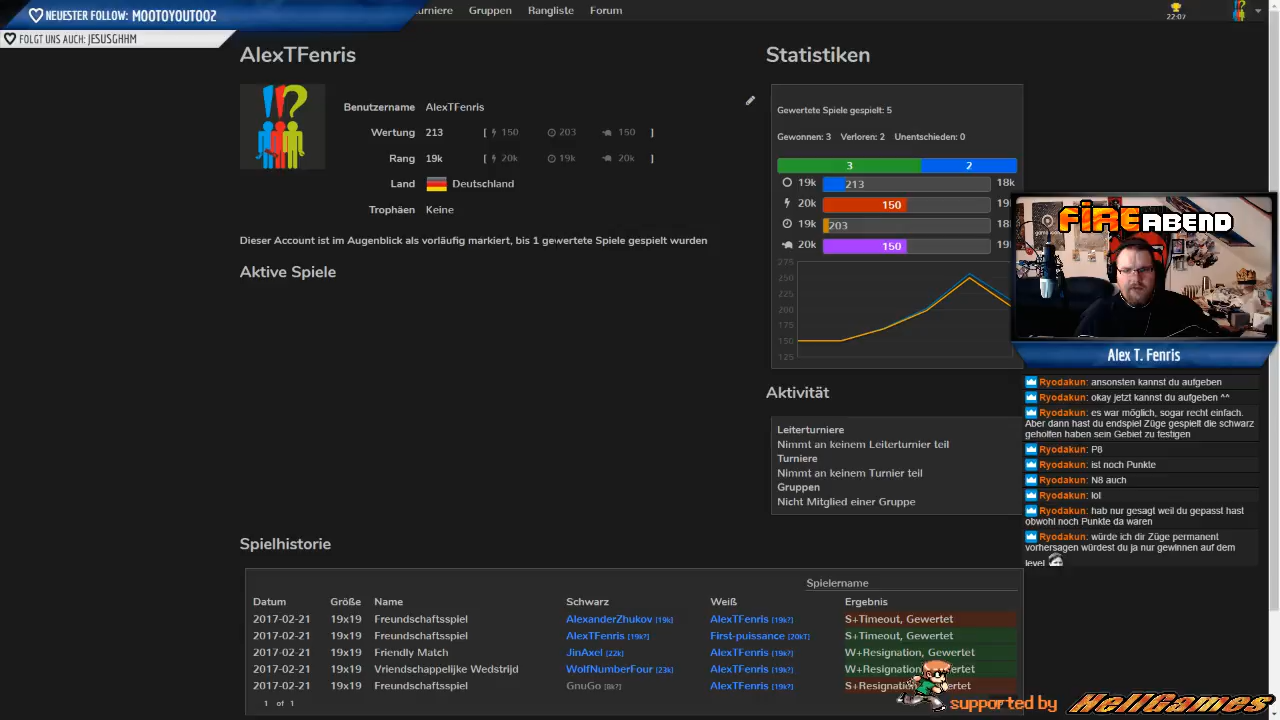 NEUESTER FOLLOW: MOOTOYOUTOO2
FOLGT UNS AUCH: JESUSGHHM
Gruppen Rangliste Forum
22:07
AlexTFenris
Benutzername AlexTFenris
Wertung 213 [ 150 203 150 ]
Rang 19k [ 20k 19k 20k ]
Land Deutschland
Trophäen Keine
Dieser Account ist im Augenblick als vorläufig markiert, bis 1 gewertete Spiele gespielt wurden
Aktive Spiele
Statistiken
Gewertete Spiele gespielt: 5
Gewonnen: 3 Verloren: 2 Unentschieden: 0
3 2
19k 213 18k
20k 150
19k 203
20k 150
275
250
225
200
175
150
125
Aktivität
Leiterturniere
Nimmt an keinem Leiterturnier teil
Turniere
Nimmt an keinem Turnier teil
Gruppen
Nicht Mitglied einer Gruppe
FIREABEND
Alex T. Fenris
Ryodakun: ansonsten kannst du aufgeben
Ryodakun: okay jetzt kannst du aufgeben ^^
Ryodakun: es war möglich, sogar recht einfach.
Aber dann hast du endspiel Züge gespielt die schwarz
geholfen haben sein Gebiet zu festigen
Ryodakun: P8
Ryodakun: ist noch Punkte
Ryodakun: N8 auch
Ryodakun: lol
Ryodakun: hab nur gesagt weil du gepasst hast
obwohl noch Punkte da waren
Ryodakun: würde ich dir Züge permanent
vorhersagen würdest du ja nur gewinnen auf dem
level
Spielhistorie
Spielername
Datum Größe Name Schwarz Weiß Ergebnis
2017-02-21 19x19 Freundschaftsspiel AlexanderZhukov [19k] AlexTFenris [19k?] S+Timeout, Gewertet
2017-02-21 19x19 Freundschaftsspiel AlexTFenris [19k?] First-puissance [20k?] S+Timeout, Gewertet
2017-02-21 19x19 Friendly Match JinAxel [22k] AlexTFenris [19k?] W+Resignation, Gewertet
2017-02-21 19x19 Vriendschappelijke Wedstrijd WolfNumberFour [23k] AlexTFenris [19k?] W+Resignation,
2017-02-21 19x19 Freundschaftsspiel GnuGo [8k?] AlexTFenris [19k?]
1 of 1
supported by HellGames